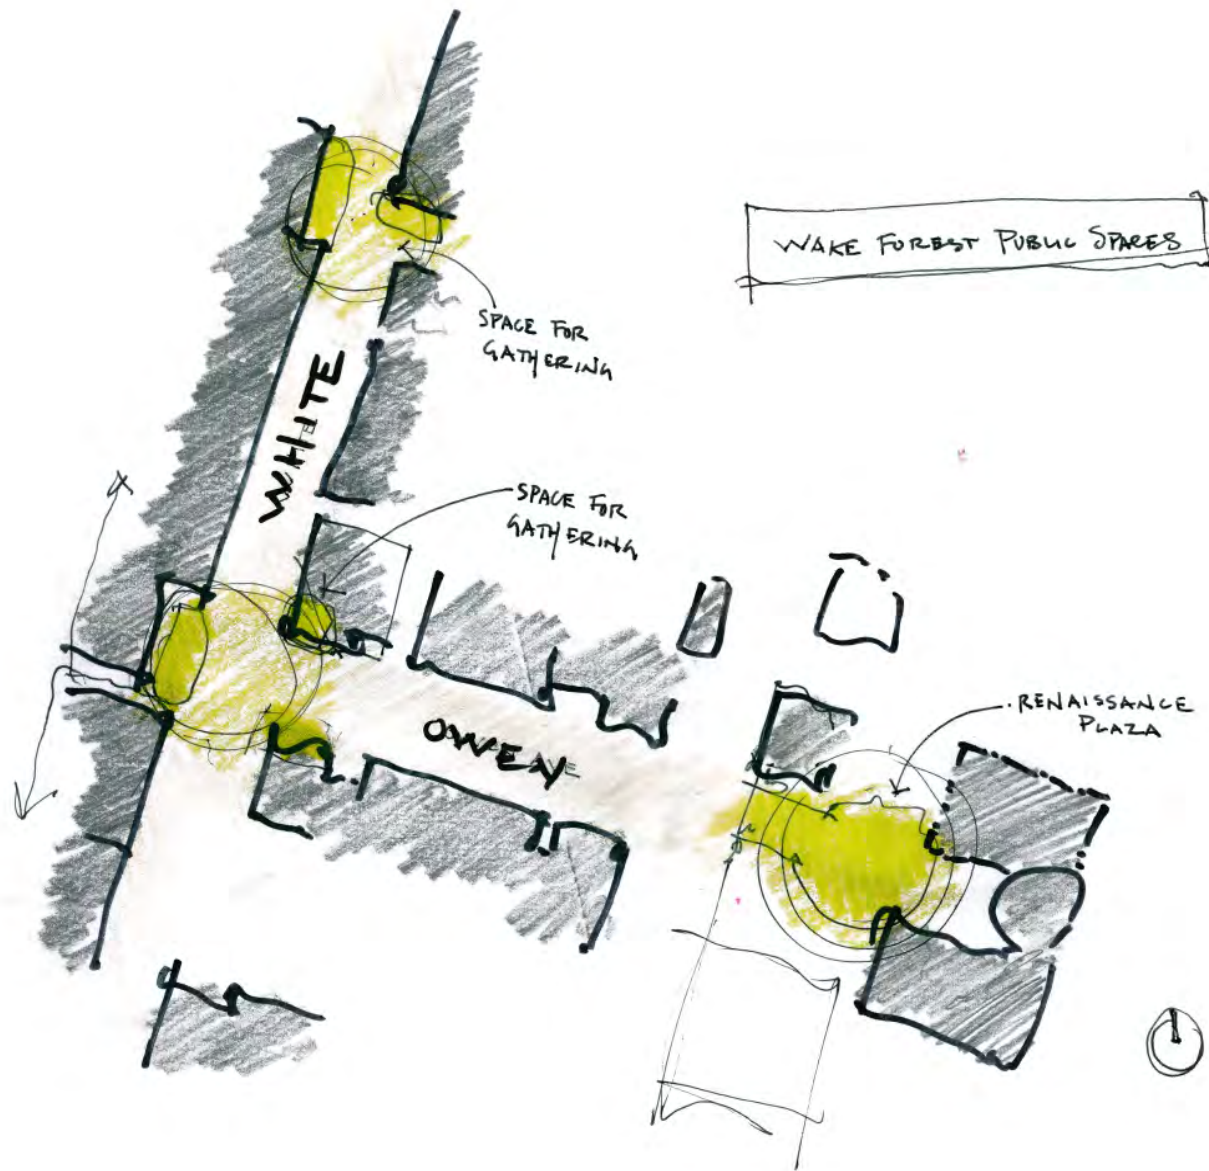 WAKE FOREST PUBLIC SPACES
SPACE FOR
GATHERING
WHITE
SPACE FOR
GATHERING
OWEN
RENAISSANCE
PLAZA